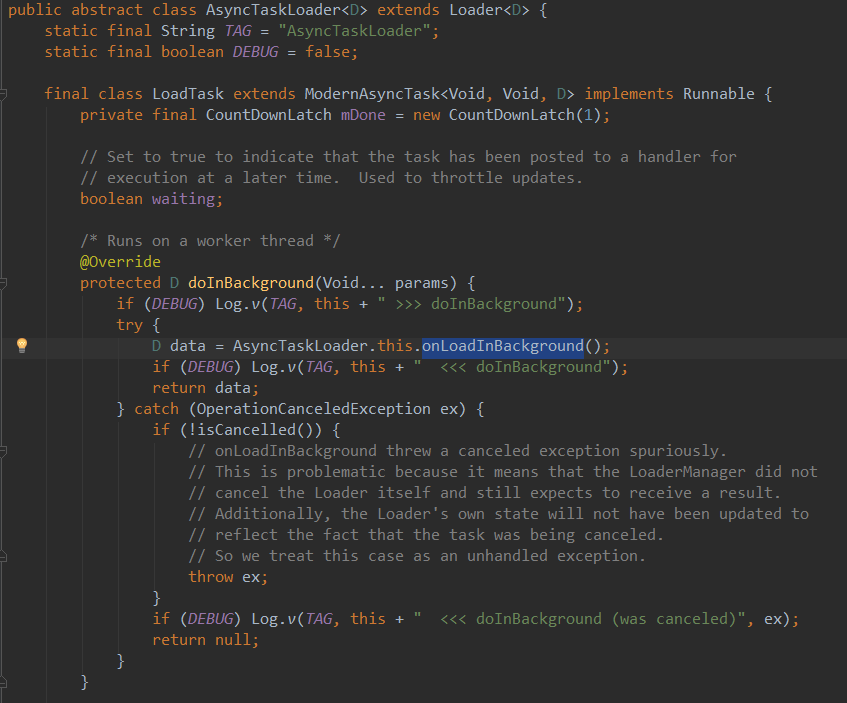 public abstract class AsyncTaskLoader<D> extends Loader<D> {
    static final String TAG = "AsyncTaskLoader";
    static final boolean DEBUG = false;

    final class LoadTask extends ModernAsyncTask<Void, Void, D> implements Runnable {
        private final CountDownLatch mDone = new CountDownLatch(1);

        // Set to true to indicate that the task has been posted to a handler for
        // execution at a later time.  Used to throttle updates.
        boolean waiting;

        /* Runs on a worker thread */
        @Override
        protected D doInBackground(Void... params) {
            if (DEBUG) Log.v(TAG, this + " >>> doInBackground");
            try {
                D data = AsyncTaskLoader.this.onLoadInBackground();
                if (DEBUG) Log.v(TAG, this + "  <<< doInBackground");
                return data;
            } catch (OperationCanceledException ex) {
                if (!isCancelled()) {
                    // onLoadInBackground threw a canceled exception spuriously.
                    // This is problematic because it means that the LoaderManager did not
                    // cancel the Loader itself and still expects to receive a result.
                    // Additionally, the Loader's own state will not have been updated to
                    // reflect the fact that the task was being canceled.
                    // So we treat this case as an unhandled exception.
                    throw ex;
                }
                if (DEBUG) Log.v(TAG, this + "  <<< doInBackground (was canceled)", ex);
                return null;
            }
        }